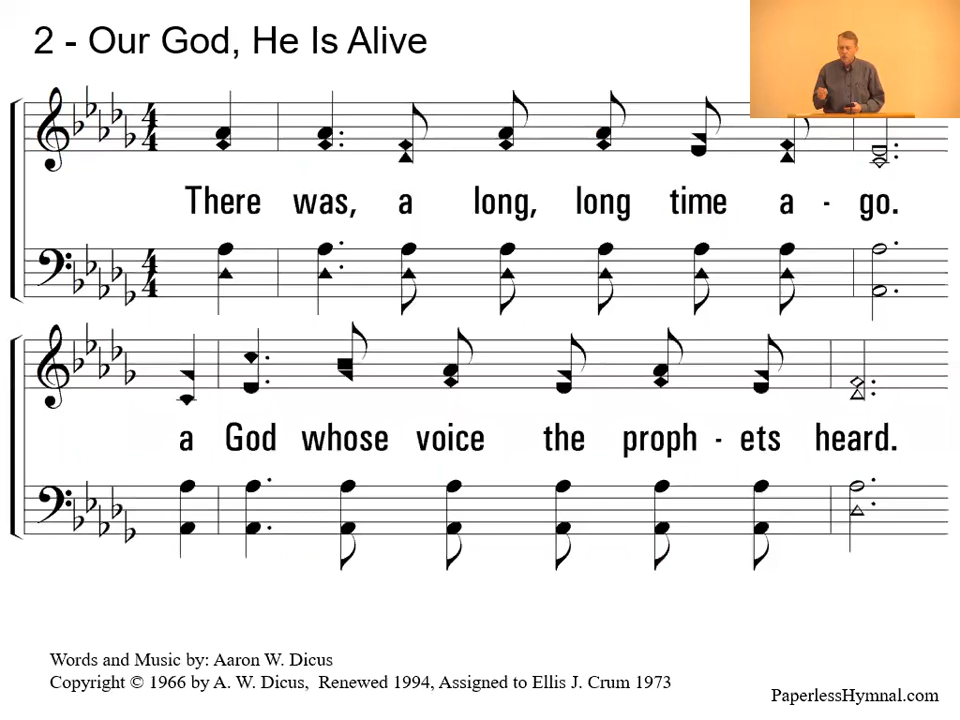 2 - Our God, He Is Alive
There was, a long, long time a - go.
a God whose voice the proph - ets heard.
Words and Music by: Aaron W. Dicus
Copyright © 1966 by A. W. Dicus, Renewed 1994, Assigned to Ellis J. Crum 1973
PaperlessHymnal.com